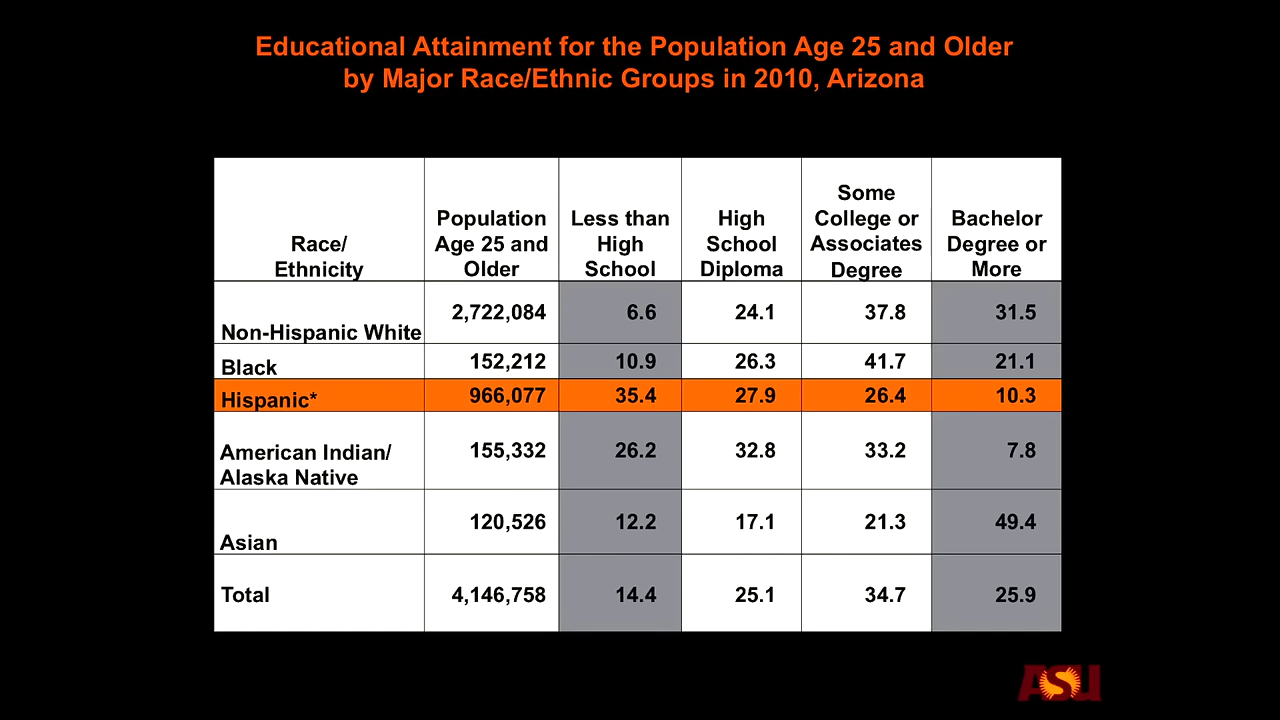 Educational Attainment for the Population Age 25 and Older
by Major Race/Ethnic Groups in 2010, Arizona
Race/
Ethnicity
Population
Age 25 and
Older
Less than
High
School
High
School
Diploma
Some
College or
Associates
Degree
Bachelor
Degree or
More
Non-Hispanic White 2,722,084 6.6 24.1 37.8 31.5
Black 152,212 10.9 26.3 41.7 21.1
Hispanic* 966,077 35.4 27.9 26.4 10.3
American Indian/
Alaska Native 155,332 26.2 32.8 33.2 7.8
Asian 120,526 12.2 17.1 21.3 49.4
Total 4,146,758 14.4 25.1 34.7 25.9
ASU